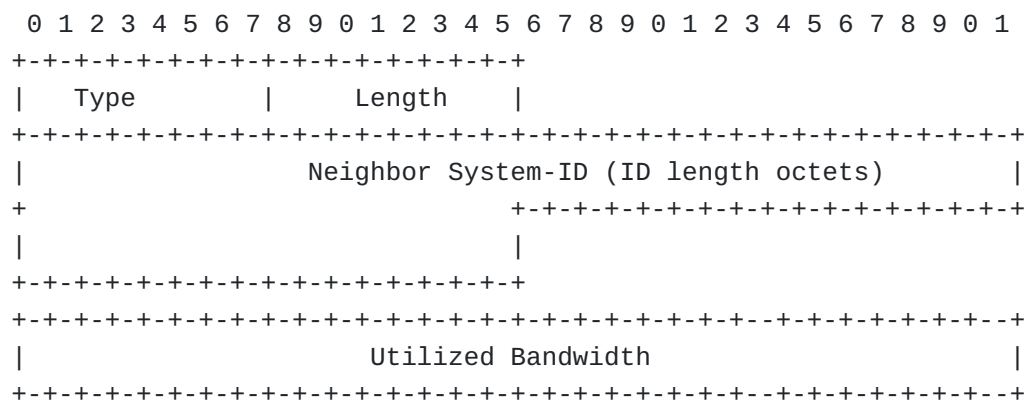 0 1 2 3 4 5 6 7 8 9 0 1 2 3 4 5 6 7 8 9 0 1 2 3 4 5 6 7 8 9 0 1
+-+-+-+-+-+-+-+-+-+-+-+-+-+-+-+-+
|   Type        |     Length    |
+-+-+-+-+-+-+-+-+-+-+-+-+-+-+-+-+-+-+-+-+-+-+-+-+-+-+-+-+-+-+-+-+
|                  Neighbor System-ID (ID length octets)        |
+                               +-+-+-+-+-+-+-+-+-+-+-+-+-+-+-+-+
|                               |
+-+-+-+-+-+-+-+-+-+-+-+-+-+-+-+-+
+-+-+-+-+-+-+-+-+-+-+-+-+-+-+-+-+-+-+-+-+-+-+-+--+-+-+-+-+-+-+--+
|                      Utilized Bandwidth                       |
+-+-+-+-+-+-+-+-+-+-+-+-+-+-+-+-+-+-+-+-+-+-+-+--+-+-+-+-+-+-+--+